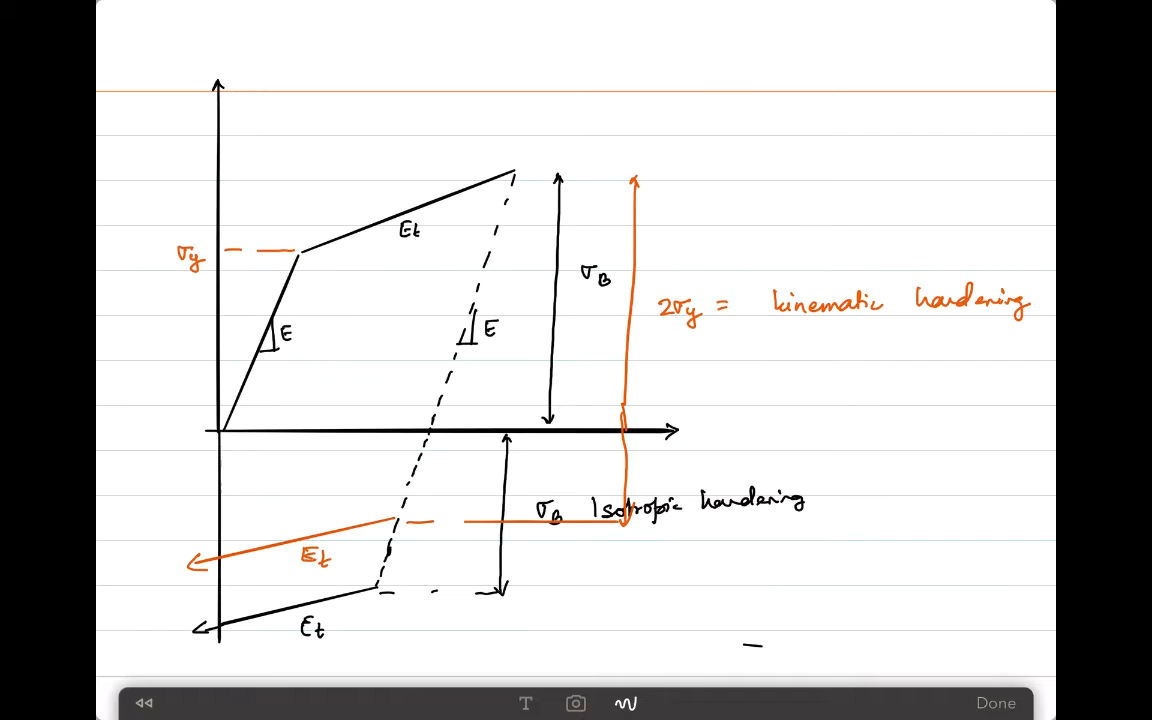 Et
σy
σB
2σy = kinematic hardening
E
E
σB Isotropic hardening
Et
Et
T
Done